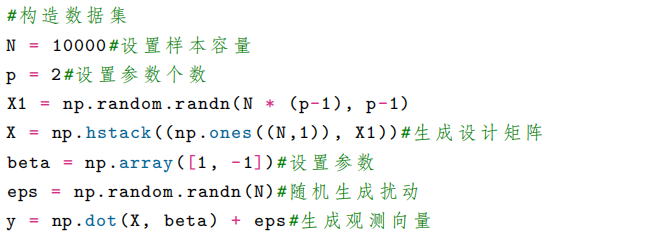 #构造数据集
N = 10000#设置样本容量
p = 2#设置参数个数
X1 = np.random.randn(N * (p-1), p-1)
X = np.hstack((np.ones((N,1)), X1))#生成设计矩阵
beta = np.array([1, -1])#设置参数
eps = np.random.randn(N)#随机生成扰动
y = np.dot(X, beta) + eps#生成观测向量